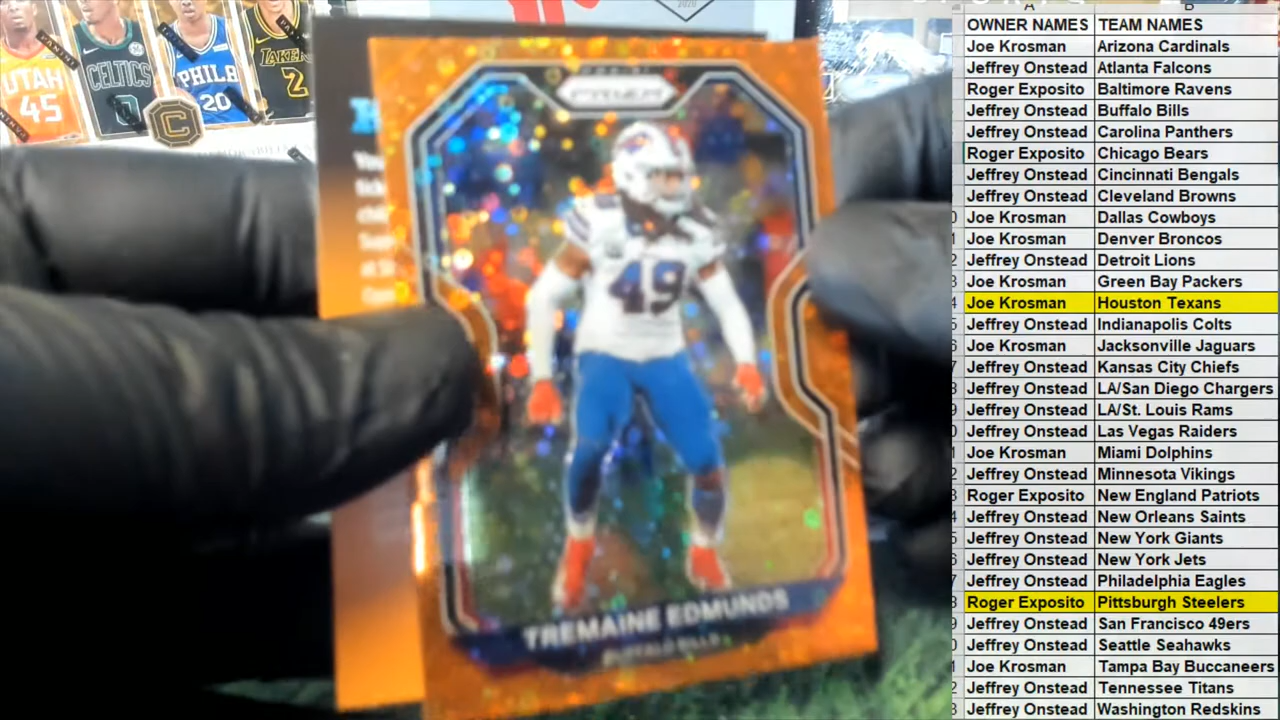 UTAH
45
CELTICS
0
PHILA
20
LAKERS
2
C
PANINI
PRIZM
49
TREMAINE EDMUNDS
BUFFALO BILLS
2020
A B
OWNER NAMES TEAM NAMES
Joe Krosman Arizona Cardinals
Jeffrey Onstead Atlanta Falcons
Roger Exposito Baltimore Ravens
Jeffrey Onstead Buffalo Bills
Jeffrey Onstead Carolina Panthers
Roger Exposito Chicago Bears
Jeffrey Onstead Cincinnati Bengals
Jeffrey Onstead Cleveland Browns
Joe Krosman Dallas Cowboys
Joe Krosman Denver Broncos
Jeffrey Onstead Detroit Lions
Joe Krosman Green Bay Packers
Joe Krosman Houston Texans
Jeffrey Onstead Indianapolis Colts
Joe Krosman Jacksonville Jaguars
Jeffrey Onstead Kansas City Chiefs
Jeffrey Onstead LA/San Diego Chargers
Jeffrey Onstead LA/St. Louis Rams
Jeffrey Onstead Las Vegas Raiders
Joe Krosman Miami Dolphins
Jeffrey Onstead Minnesota Vikings
Roger Exposito New England Patriots
Jeffrey Onstead New Orleans Saints
Jeffrey Onstead New York Giants
Jeffrey Onstead New York Jets
Jeffrey Onstead Philadelphia Eagles
Roger Exposito Pittsburgh Steelers
Jeffrey Onstead San Francisco 49ers
Jeffrey Onstead Seattle Seahawks
Joe Krosman Tampa Bay Buccaneers
Jeffrey Onstead Tennessee Titans
Jeffrey Onstead Washington Redskins